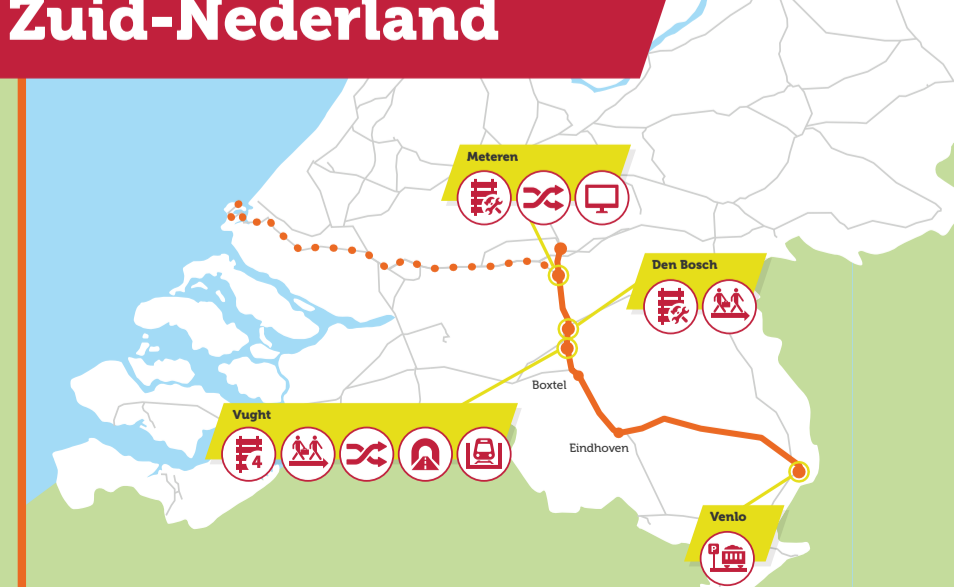 Zuid-Nederland
Meteren
Den Bosch
Boxtel
Vught
4
Eindhoven
Venlo
P